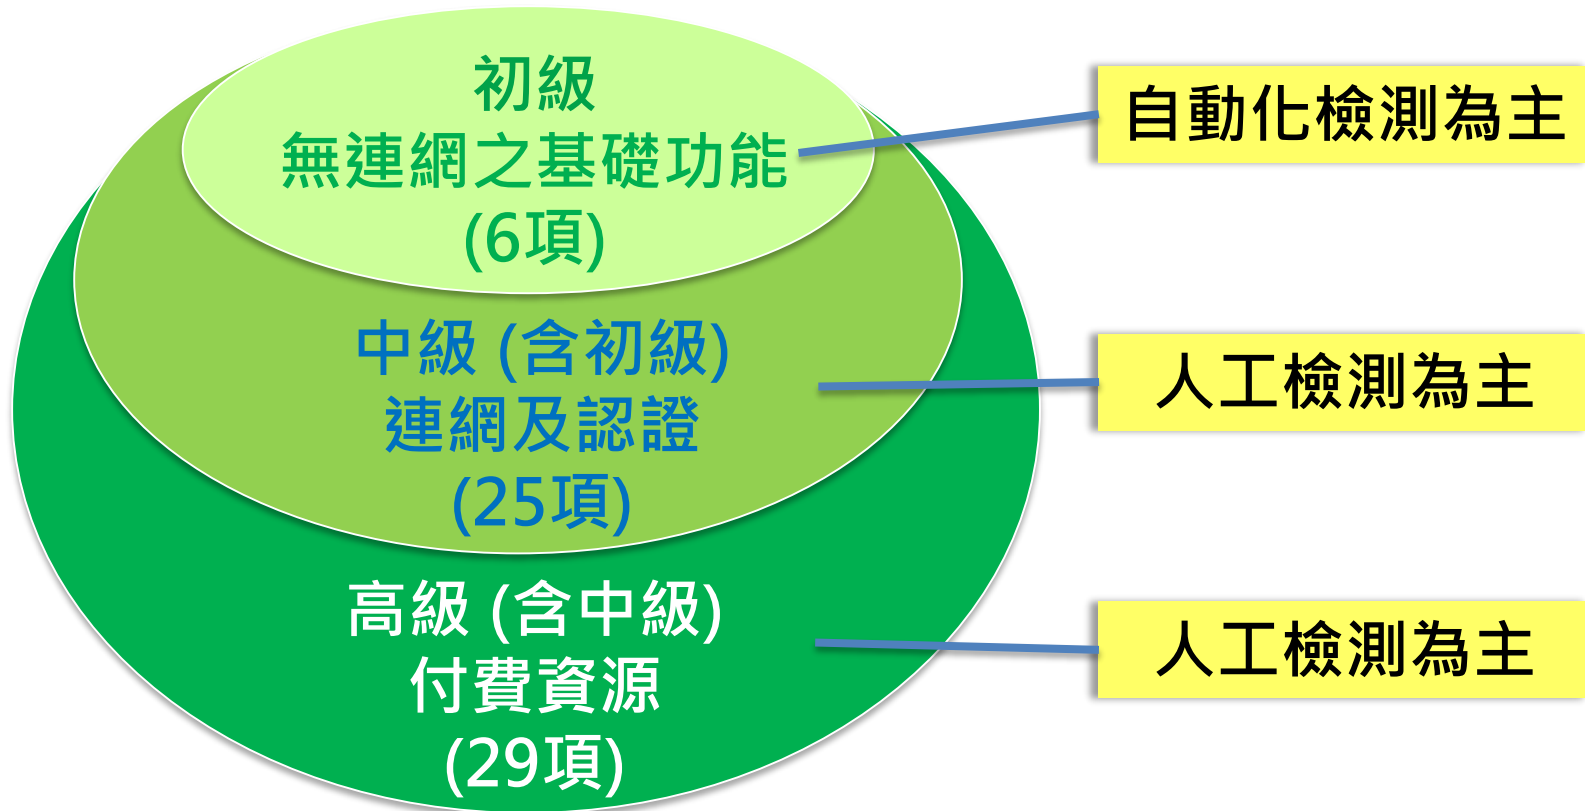 初級
無連網之基礎功能
(6項)
自動化檢測為主
中級 (含初級)
連網及認證
(25項)
人工檢測為主
高級 (含中級)
付費資源
(29項)
人工檢測為主